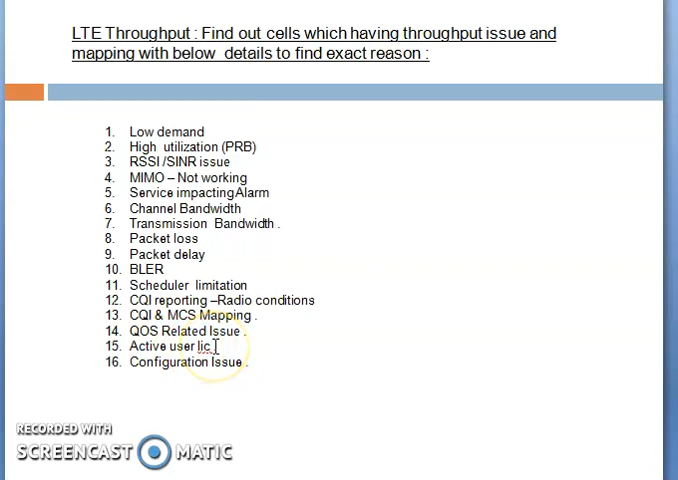 LTE Throughput : Find out cells which having throughput issue and
mapping with below details to find exact reason :
1. Low demand
2. High utilization (PRB)
3. RSSI /SINR issue
4. MIMO – Not working
5. Service impacting Alarm
6. Channel Bandwidth
7. Transmission Bandwidth .
8. Packet loss
9. Packet delay
10. BLER
11. Scheduler limitation
12. CQI reporting –Radio conditions
13. CQI & MCS Mapping .
14. QOS Related Issue .
15. Active user lic
16. Configuration Issue .
RECORDED WITH
SCREENCAST MATIC